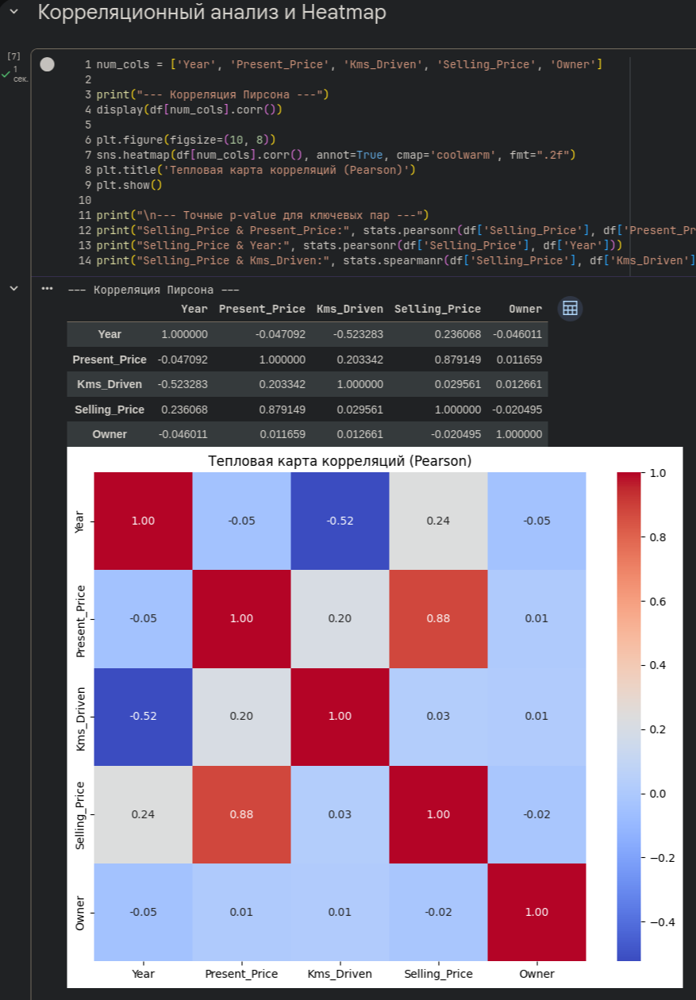 Корреляционный анализ и Heatmap
[7]
1
сек.
1 num_cols = ['Year', 'Present_Price', 'Kms_Driven', 'Selling_Price', 'Owner']
2
3 print("--- Корреляция Пирсона ---")
4 display(df[num_cols].corr())
5
6 plt.figure(figsize=(10, 8))
7 sns.heatmap(df[num_cols].corr(), annot=True, cmap='coolwarm', fmt=".2f")
8 plt.title('Тепловая карта корреляций (Pearson)')
9 plt.show()
10
11 print("\n--- Точные p-value для ключевых пар ---")
12 print("Selling_Price & Present_Price:", stats.pearsonr(df['Selling_Price'], df['Present_Pr
13 print("Selling_Price & Year:", stats.pearsonr(df['Selling_Price'], df['Year']))
14 print("Selling_Price & Kms_Driven:", stats.spearmanr(df['Selling_Price'], df['Kms_Driven']
--- Корреляция Пирсона ---
Year Present_Price Kms_Driven Selling_Price Owner
Year 1.000000 -0.047092 -0.523283 0.236068 -0.046011
Present_Price -0.047092 1.000000 0.203342 0.879149 0.011659
Kms_Driven -0.523283 0.203342 1.000000 0.029561 0.012661
Selling_Price 0.236068 0.879149 0.029561 1.000000 -0.020495
Owner -0.046011 0.011659 0.012661 -0.020495 1.000000
Тепловая карта корреляций (Pearson)
Year 1.00 -0.05 -0.52 0.24 -0.05
Present_Price -0.05 1.00 0.20 0.88 0.01
Kms_Driven -0.52 0.20 1.00 0.03 0.01
Selling_Price 0.24 0.88 0.03 1.00 -0.02
Owner -0.05 0.01 0.01 -0.02 1.00
Year Present_Price Kms_Driven Selling_Price Owner
1.0
0.8
0.6
0.4
0.2
0.0
−0.2
−0.4